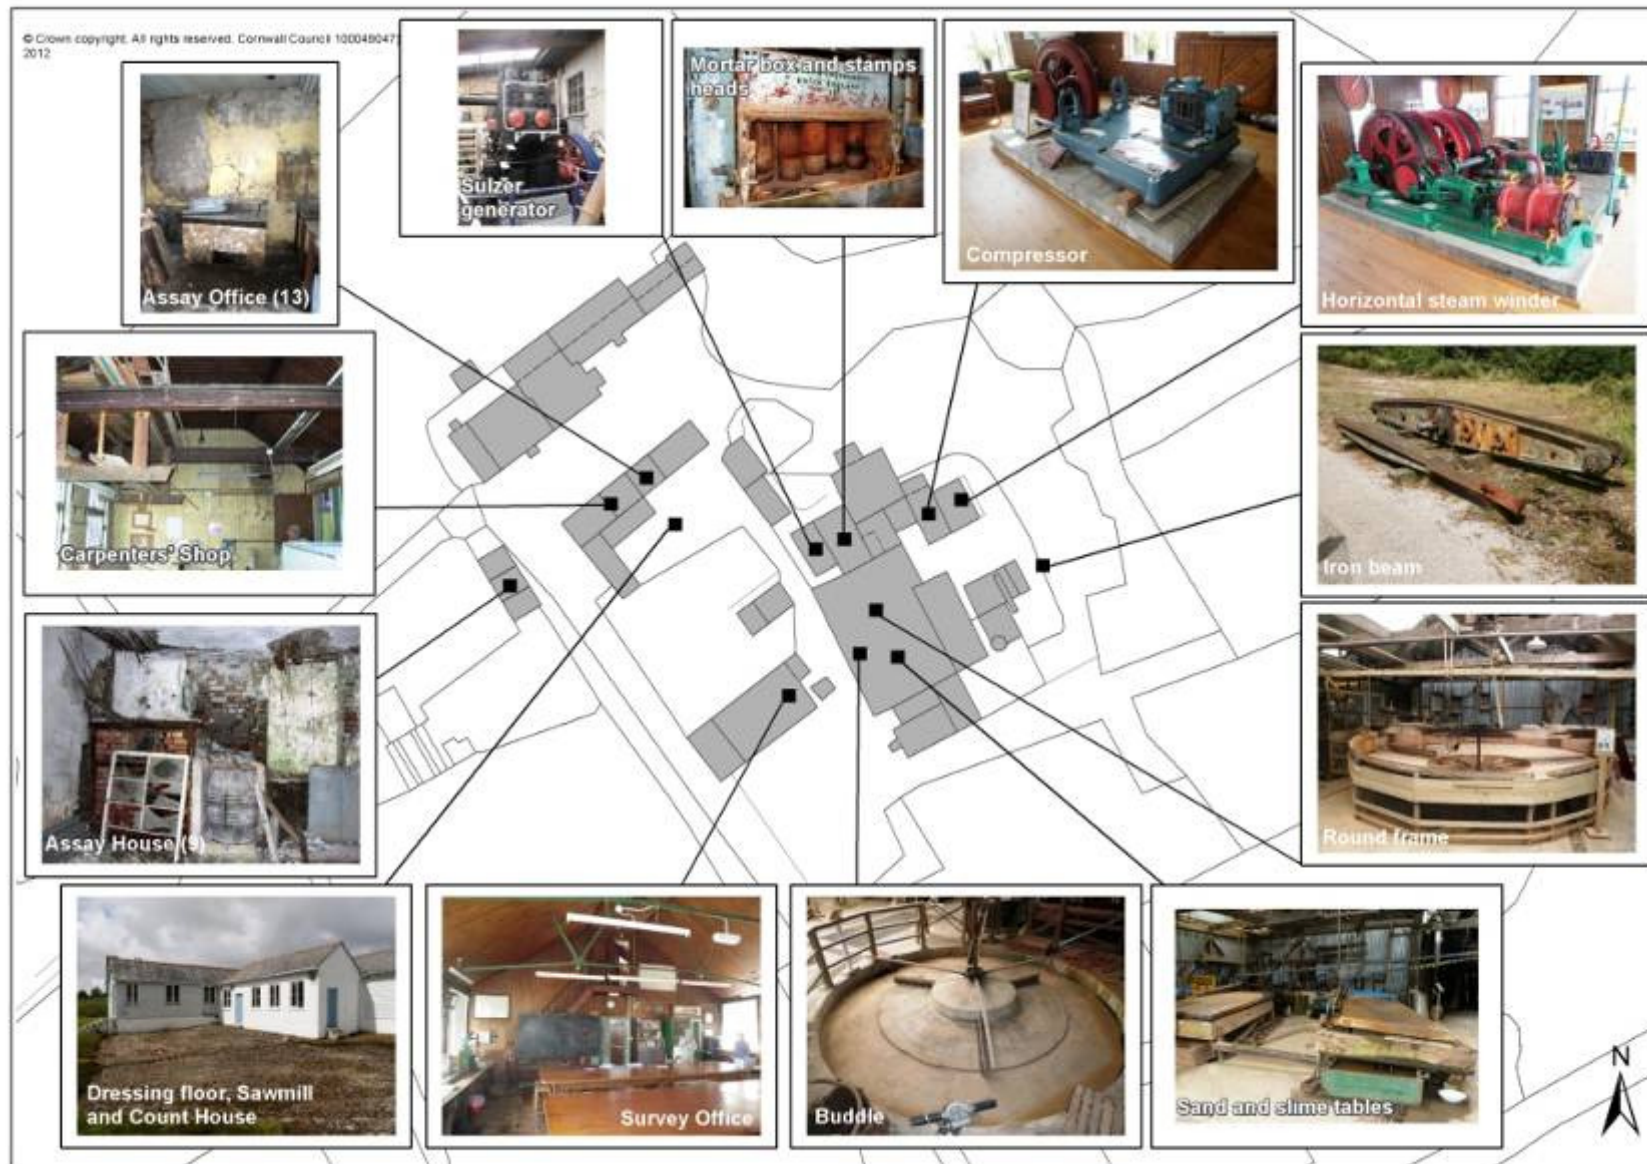 © Crown copyright. All rights reserved. Cornwall Council 100049047
2012
Assay Office (13)
Sulzer
generator
Mortar box and stamps
heads
Compressor
Horizontal steam winder
Carpenters' Shop
Iron beam
Assay House (9)
Round frame
Dressing floor, Sawmill
and Count House
Survey Office
Buddle
Sand and slime tables
N